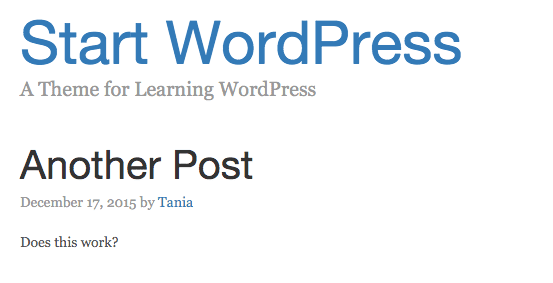 Start WordPress
A Theme for Learning WordPress
Another Post
December 17, 2015 by Tania
Does this work?